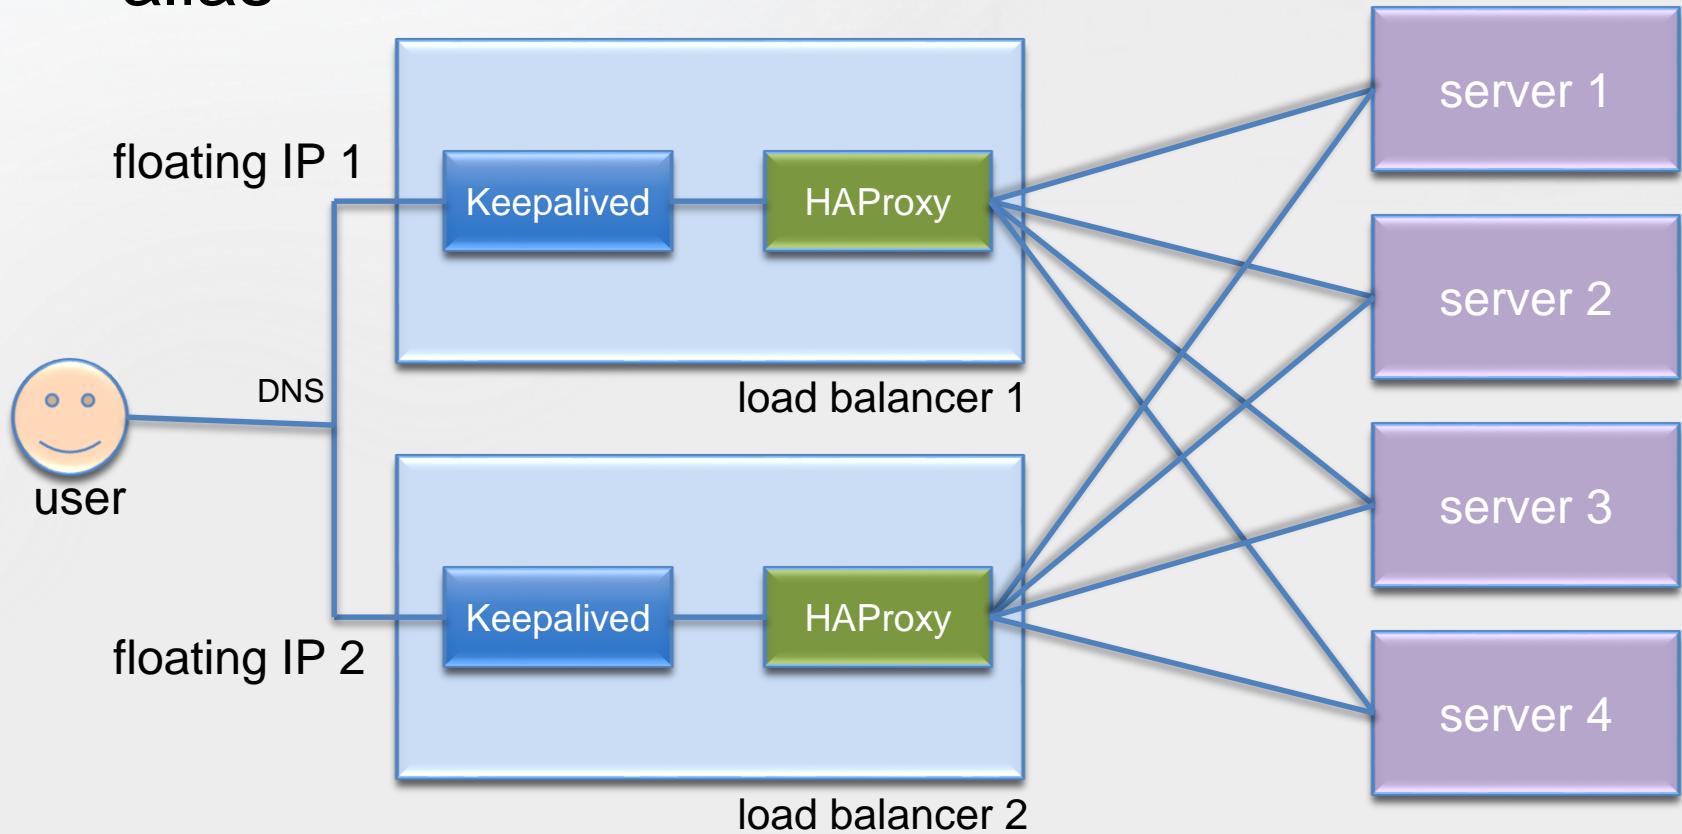 floating IP 1
Keepalived
HAProxy
load balancer 1
DNS
user
floating IP 2
Keepalived
HAProxy
load balancer 2
server 1
server 2
server 3
server 4